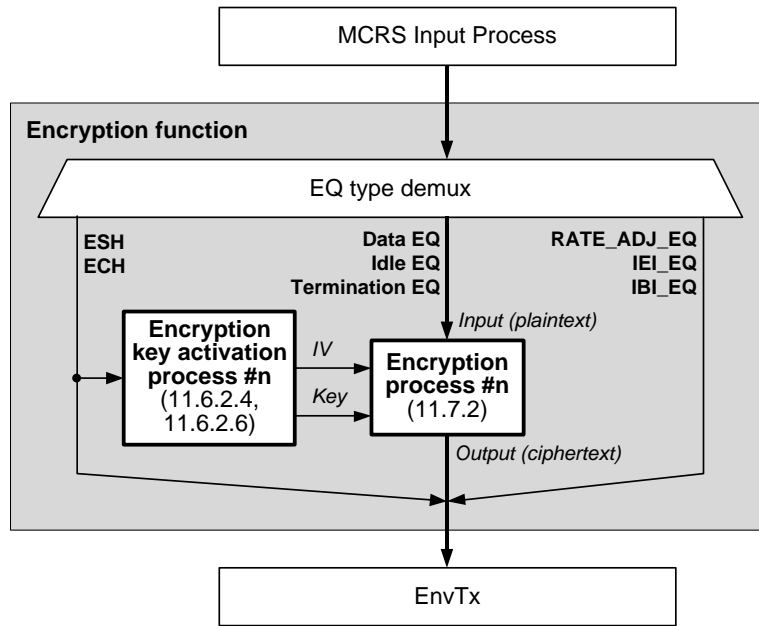 MCRS Input Process
Encryption function
EQ type demux
ESH
ECH
Data EQ
Idle EQ
Termination EQ
RATE_ADJ_EQ
IEI_EQ
IBI_EQ
Input (plaintext)
Encryption
key activation
process #n
(11.6.2.4,
11.6.2.6)
IV
Key
Encryption
process #n
(11.7.2)
Output (ciphertext)
EnvTx